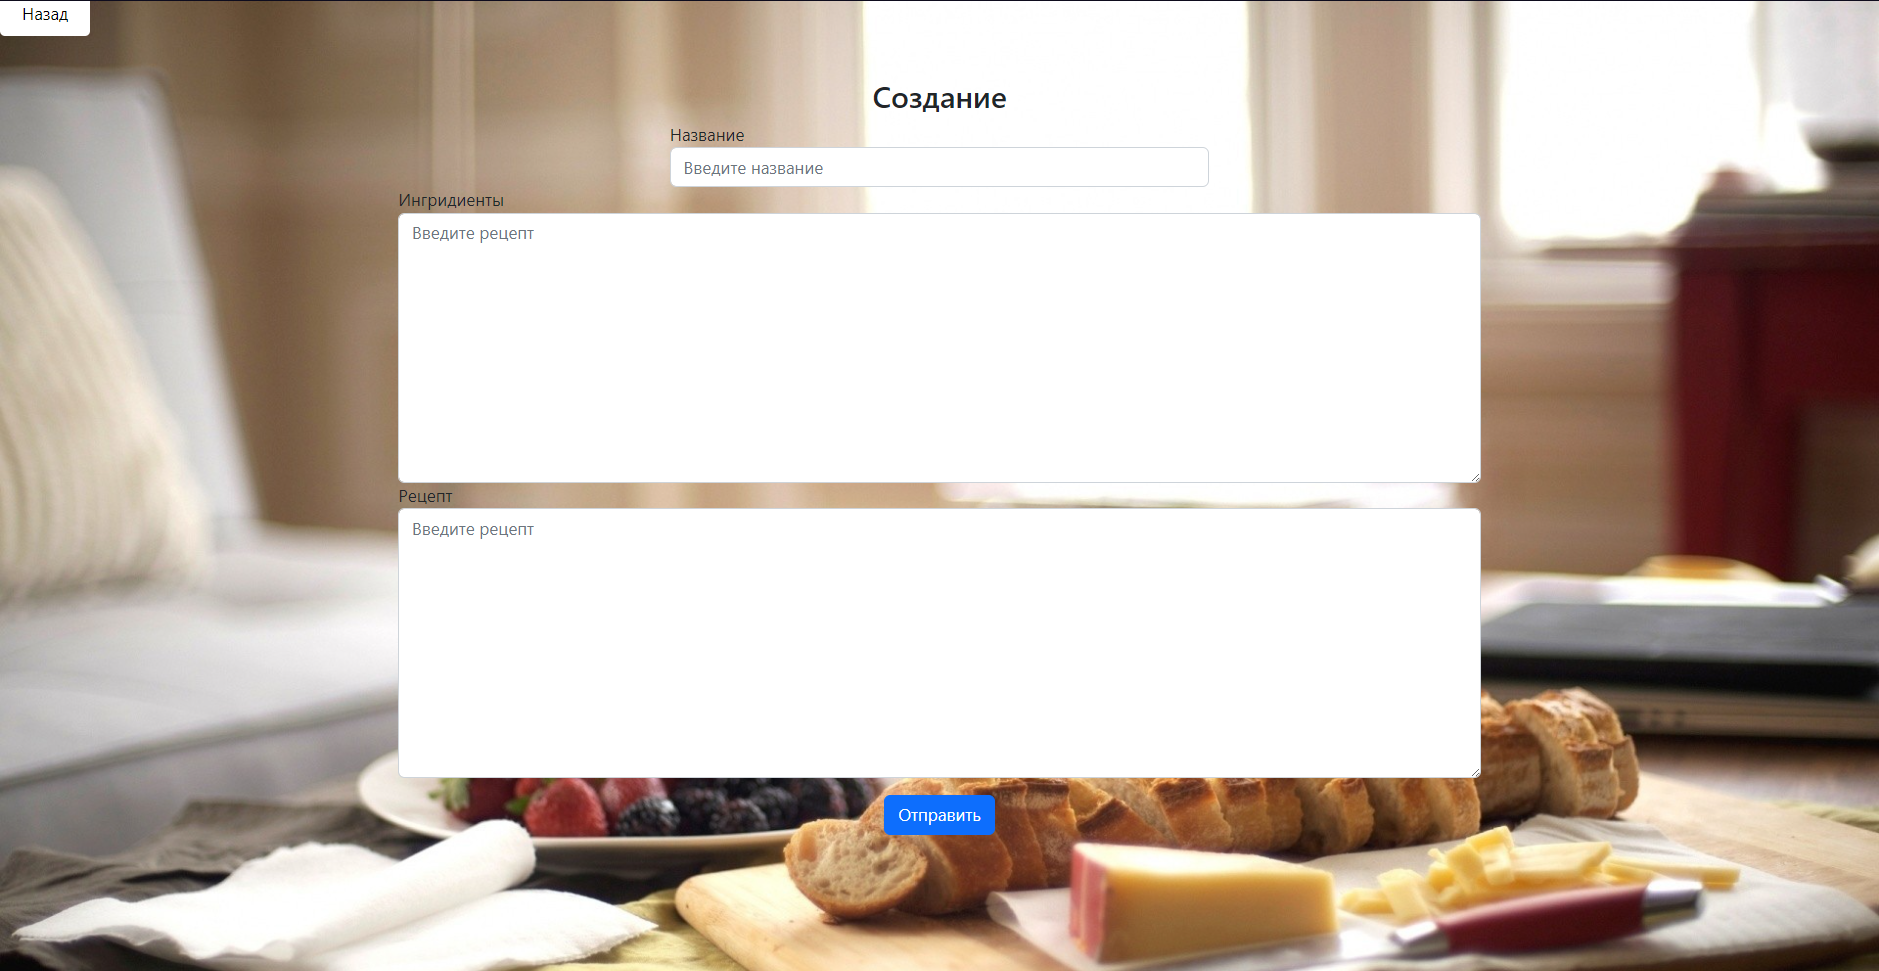 Назад
Создание
Название
Введите название
Ингридиенты
Введите рецепт
Рецепт
Введите рецепт
Отправить